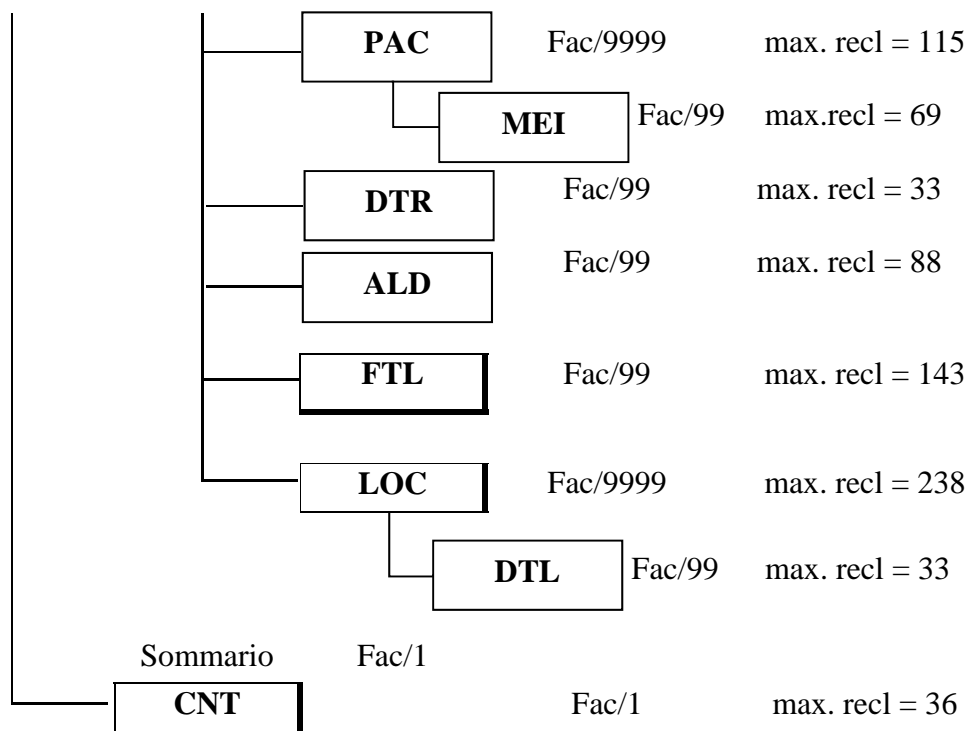 PAC Fac/9999 max. recl = 115
MEI Fac/99 max.recl = 69
DTR Fac/99 max. recl = 33
ALD Fac/99 max. recl = 88
FTL Fac/99 max. recl = 143
LOC Fac/9999 max. recl = 238
DTL Fac/99 max. recl = 33
Sommario Fac/1
CNT Fac/1 max. recl = 36